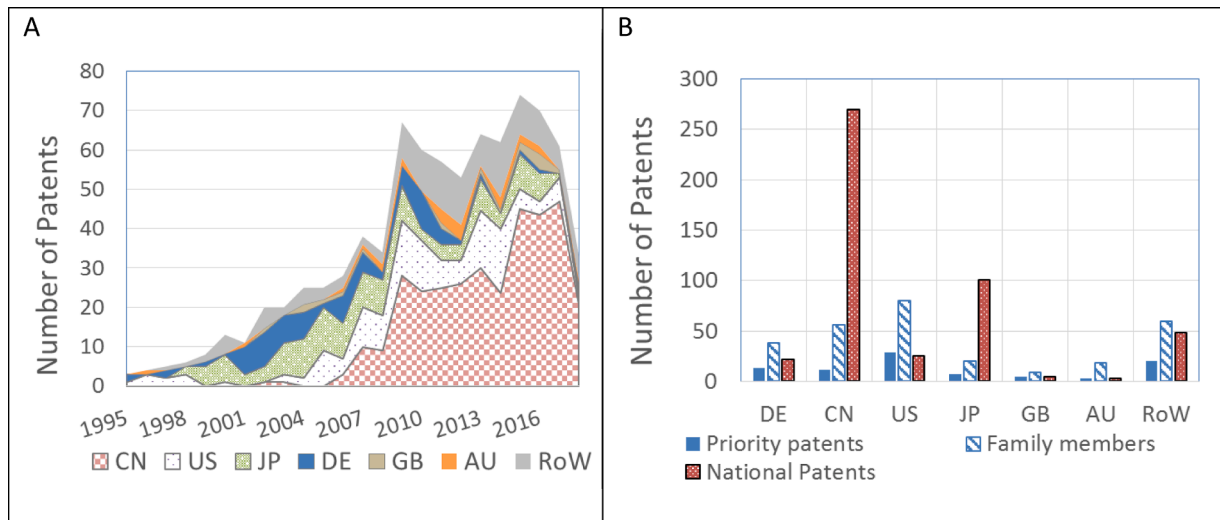 A
Number of Patents
80
70
60
50
40
30
20
10
0
1995 1998 2001 2004 2007 2010 2013 2016
CN US JP DE GB AU RoW
B
Number of Patents
300
250
200
150
100
50
0
DE CN US JP GB AU RoW
Priority patents Family members
National Patents